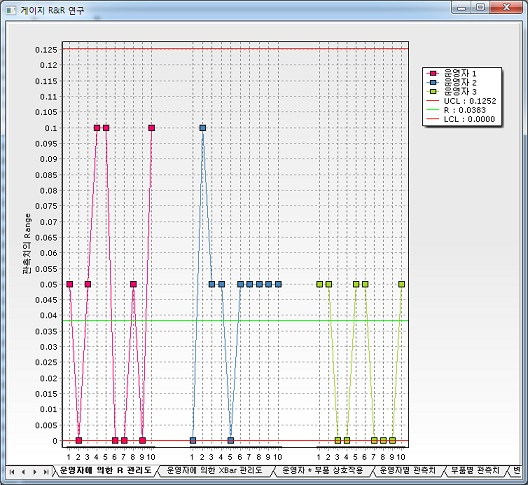 게이지 R&R 연구
운영자 1
운영자 2
운영자 3
UCL : 0.1252
R : 0.0383
LCL : 0.0000
관측치의 Range
0.125
0.12
0.115
0.11
0.105
0.1
0.095
0.09
0.085
0.08
0.075
0.07
0.065
0.06
0.055
0.05
0.045
0.04
0.035
0.03
0.025
0.02
0.015
0.01
0.005
0
1 2 3 4 5 6 7 8 9 10 1 2 3 4 5 6 7 8 9 10 1 2 3 4 5 6 7 8 9 10
운영자에 의한 R 관리도 운영자에 의한 XBar 관리도 운영자 * 부품 상호작용 운영자별 관측치 부품별 관측치 변